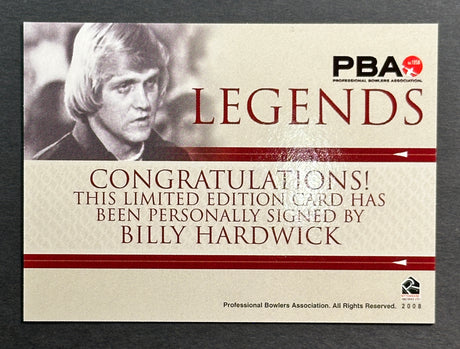 PBA
PROFESSIONAL BOWLERS ASSOCIATION.
LEGENDS
CONGRATULATIONS!
THIS LIMITED EDITION CARD HAS
BEEN PERSONALLY SIGNED BY
BILLY HARDWICK
Professional Bowlers Association. All Rights Reserved. 2008